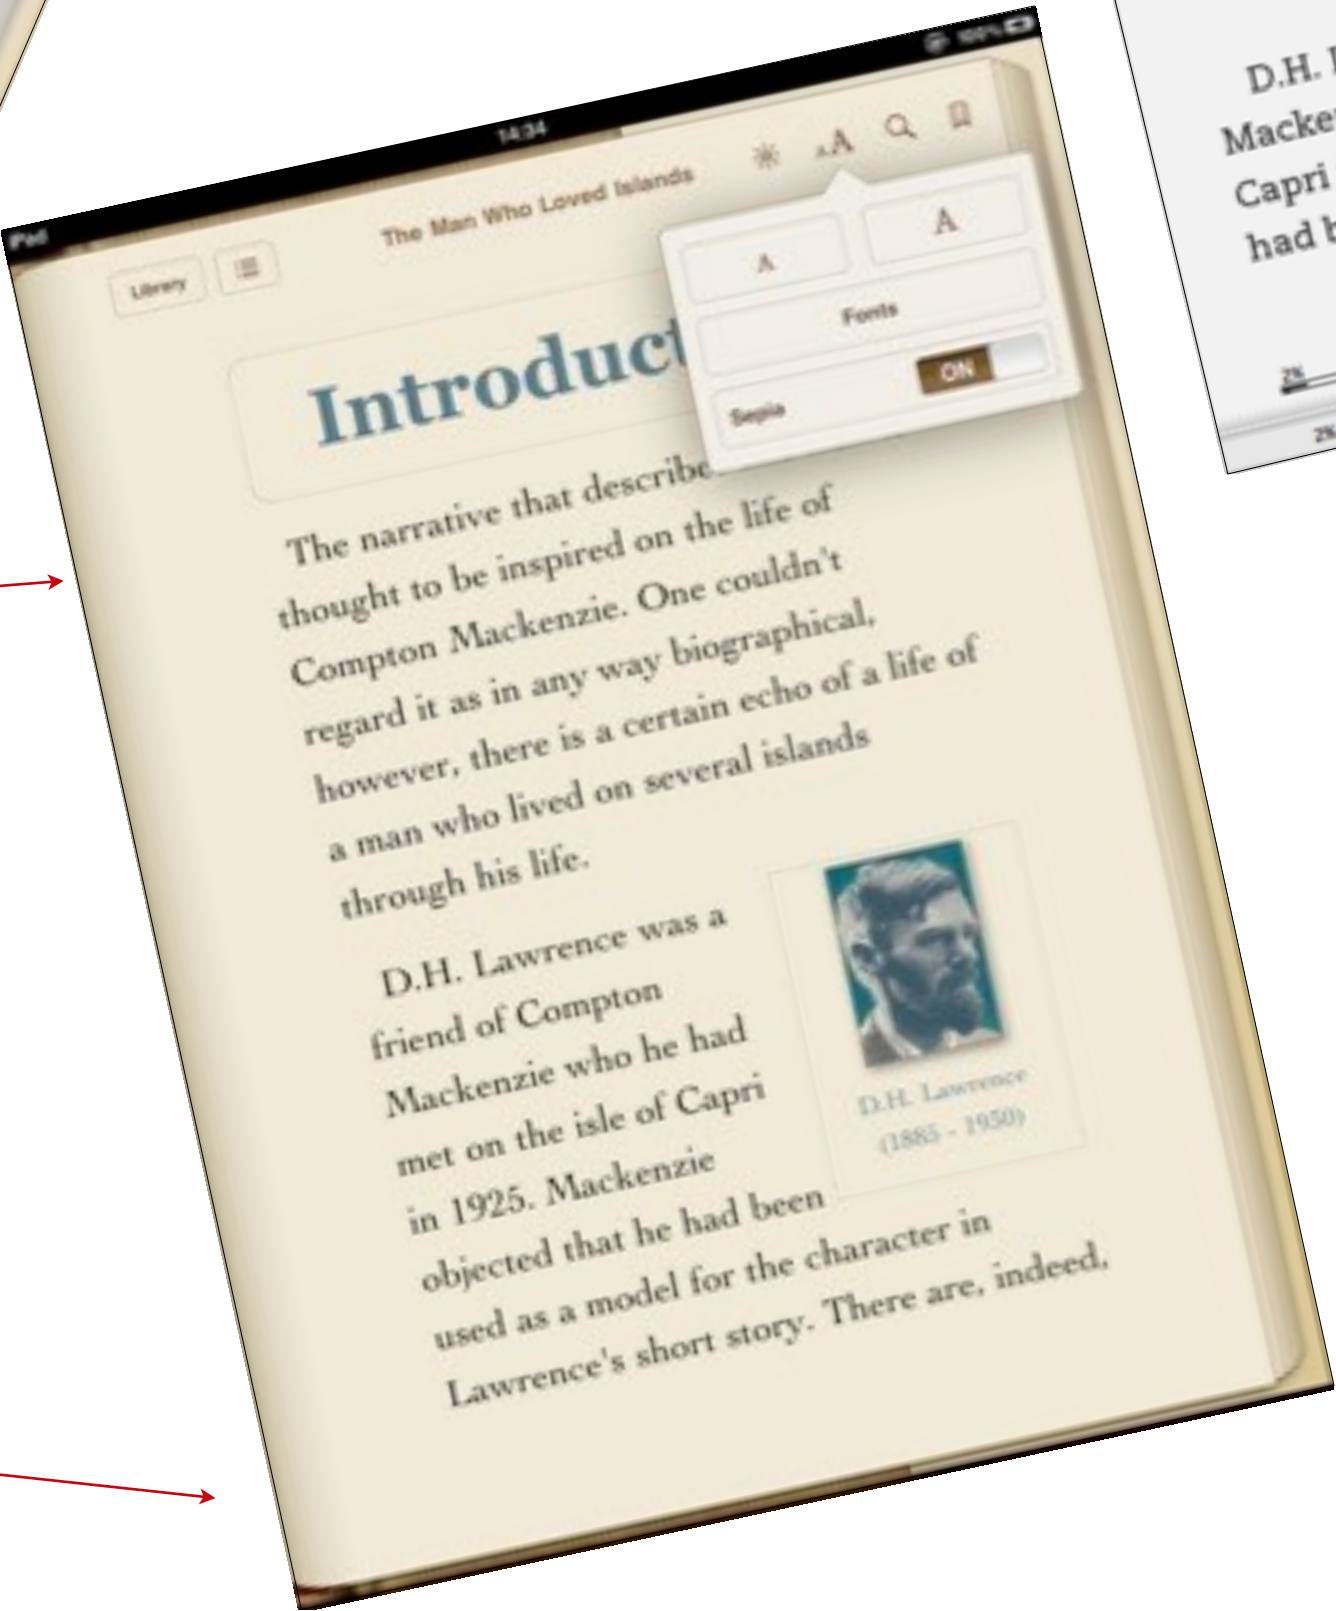 iPad
14:34
100%
Library
The Man Who Loved Islands
A A
A
A
Fonts
Sepia
ON
Introduct
The narrative that describe
thought to be inspired on the life of
Compton Mackenzie. One couldn't
regard it as in any way biographical,
however, there is a certain echo of a life of
a man who lived on several islands
through his life.
D.H. Lawrence was a
friend of Compton
Mackenzie who he had
met on the isle of Capri
in 1925. Mackenzie
objected that he had been
used as a model for the character in
Lawrence's short story. There are, indeed,
D.H. Lawrence
(1885 - 1930)
D.H.
Macke
Capri
had b
2%
2%